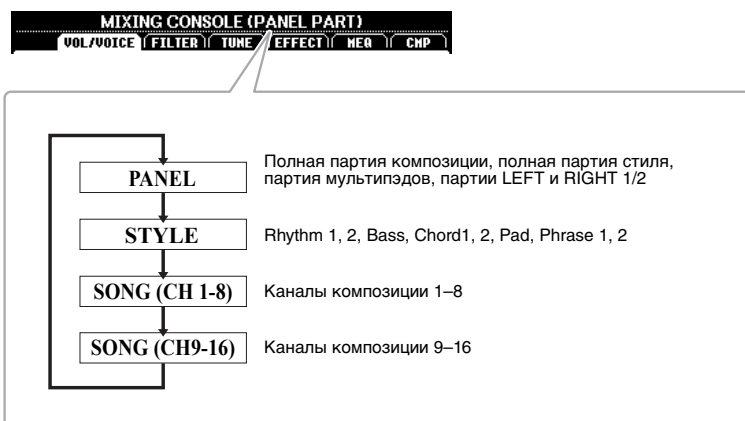 MIXING CONSOLE (PANEL PART)
VOL/VOICE FILTER TUNE EFFECT MEQ CMP
PANEL
Полная партия композиции, полная партия стиля,
партия мультипэдов, партии LEFT и RIGHT 1/2
STYLE
Rhythm 1, 2, Bass, Chord1, 2, Pad, Phrase 1, 2
SONG (CH 1-8)
Каналы композиции 1–8
SONG (CH9-16)
Каналы композиции 9–16